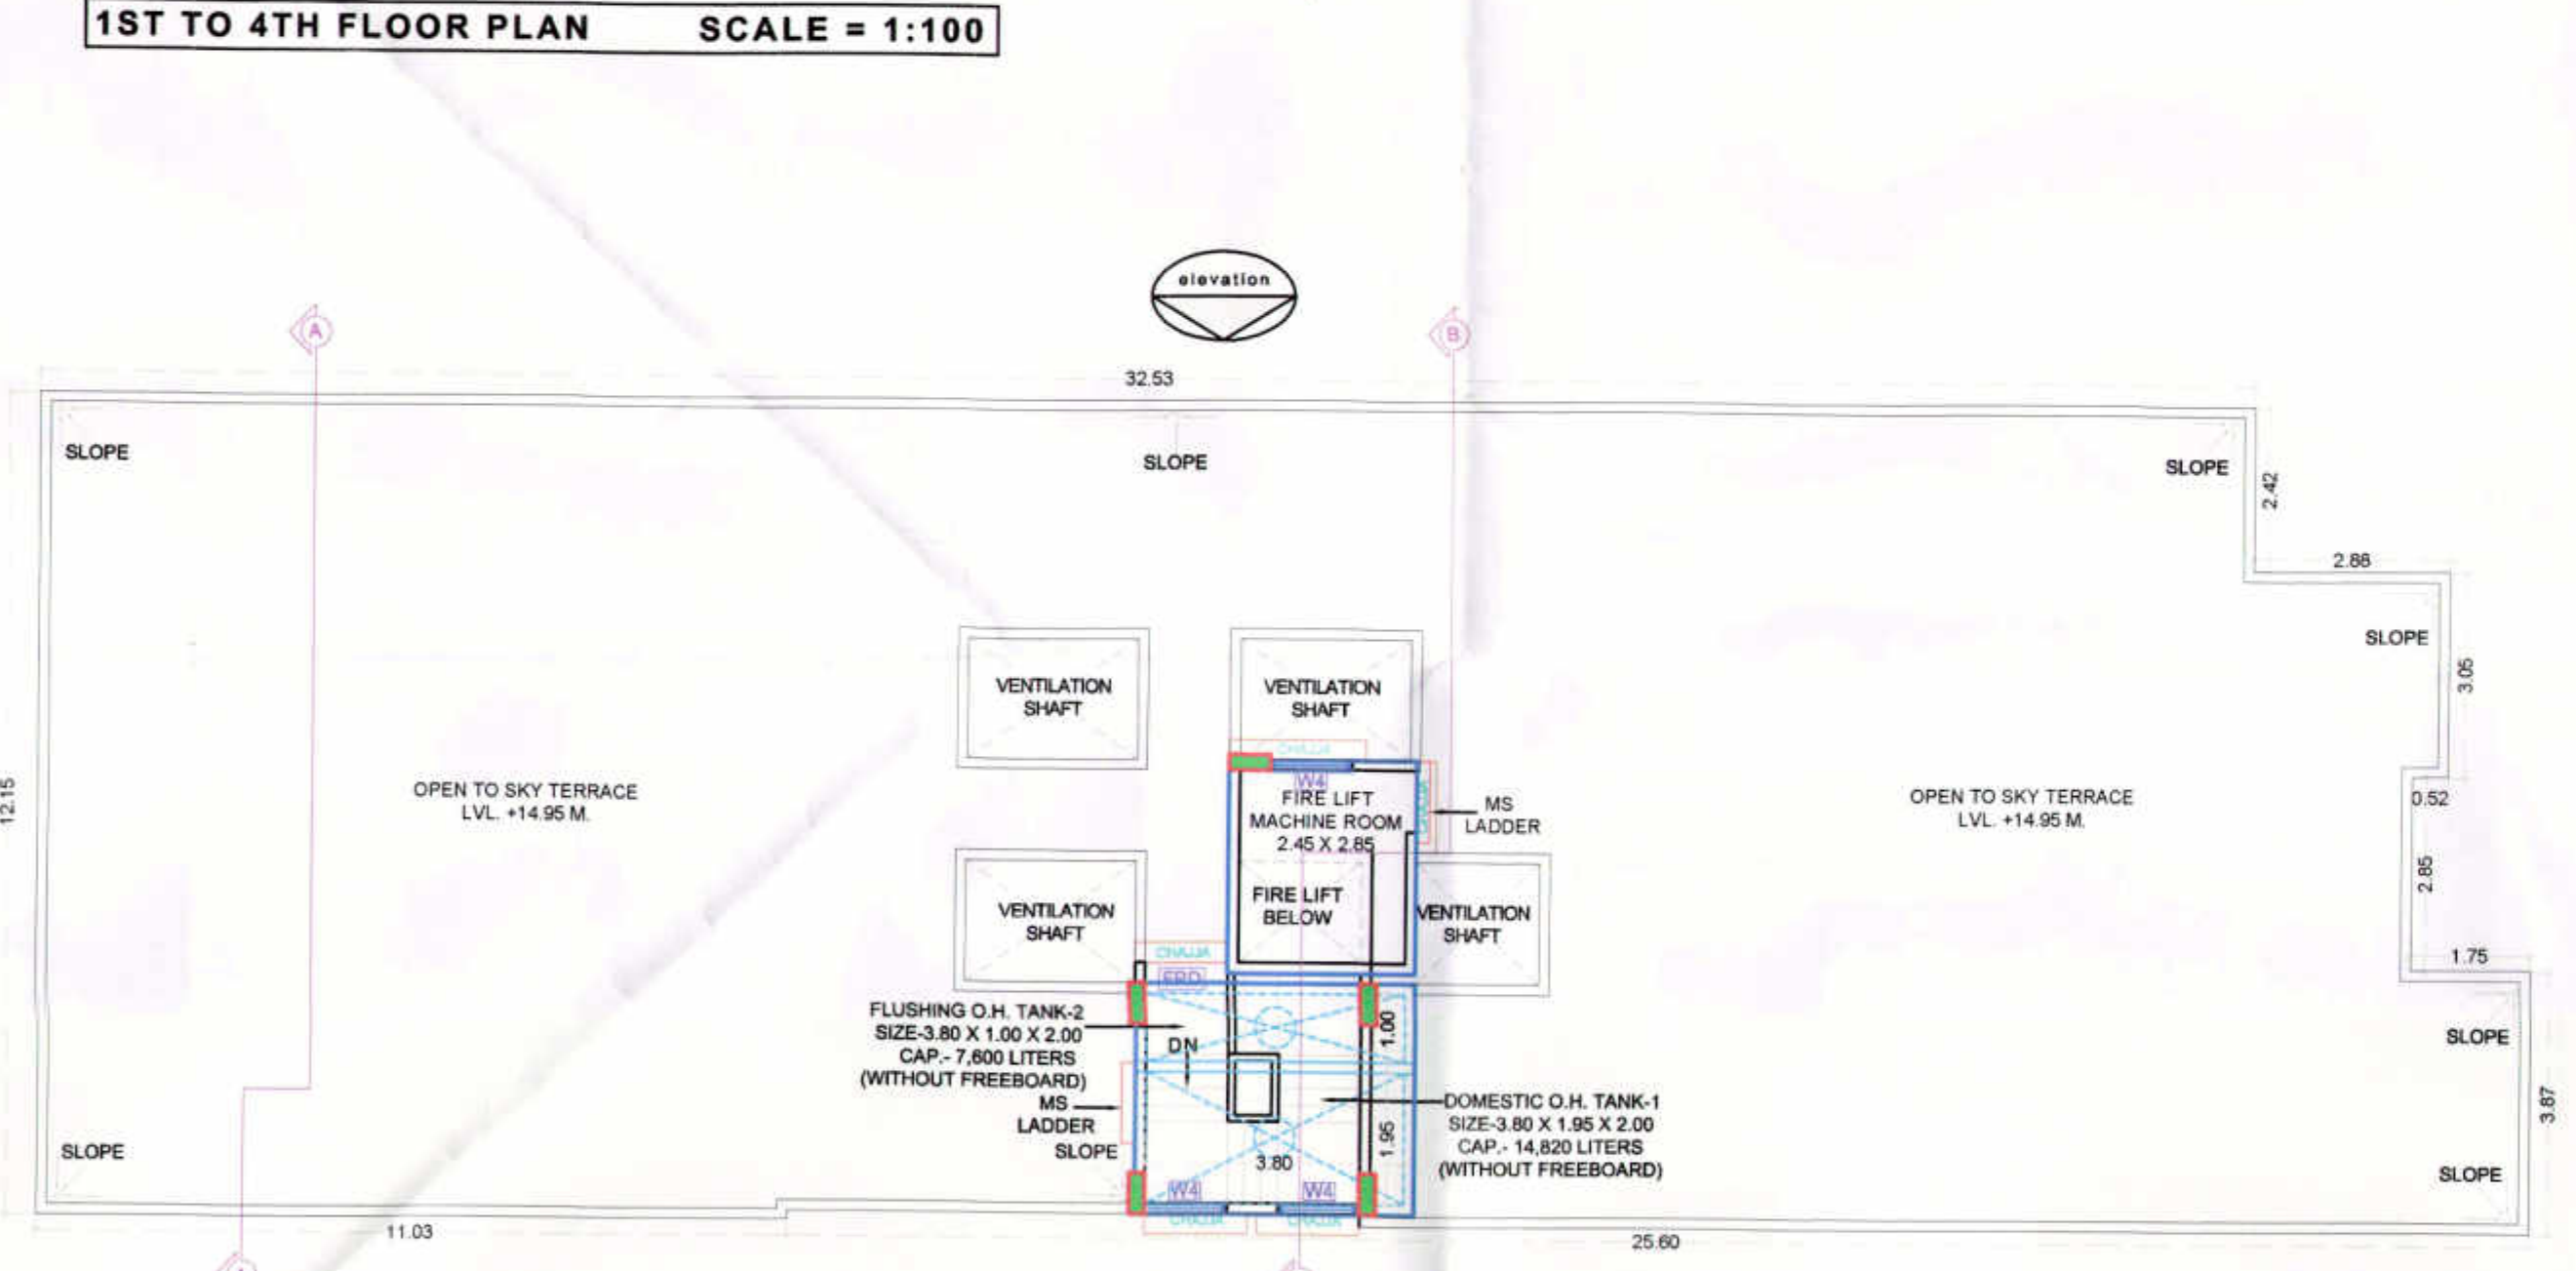 1ST TO 4TH FLOOR PLAN SCALE = 1:100
elevation
A
B
32.53
SLOPE
SLOPE
SLOPE
2.42
2.88
SLOPE
3.05
VENTILATION
SHAFT
VENTILATION
SHAFT
CHAJJA
W4
FIRE LIFT
MACHINE ROOM
2.45 X 2.85
CHAJJA
MS
LADDER
12.15
OPEN TO SKY TERRACE
LVL. +14.95 M.
OPEN TO SKY TERRACE
LVL. +14.95 M.
0.52
2.85
FIRE LIFT
BELOW
VENTILATION
SHAFT
VENTILATION
SHAFT
CHAJJA
1.75
FRD
FLUSHING O.H. TANK-2
SIZE-3.80 X 1.00 X 2.00
CAP.- 7,600 LITERS
(WITHOUT FREEBOARD)
DN
1.00
SLOPE
MS
LADDER
SLOPE
DOMESTIC O.H. TANK-1
SIZE-3.80 X 1.95 X 2.00
CAP.- 14,820 LITERS
(WITHOUT FREEBOARD)
1.95
3.80
3.87
SLOPE
SLOPE
W4
W4
CHAJJA
CHAJJA
11.03
25.60